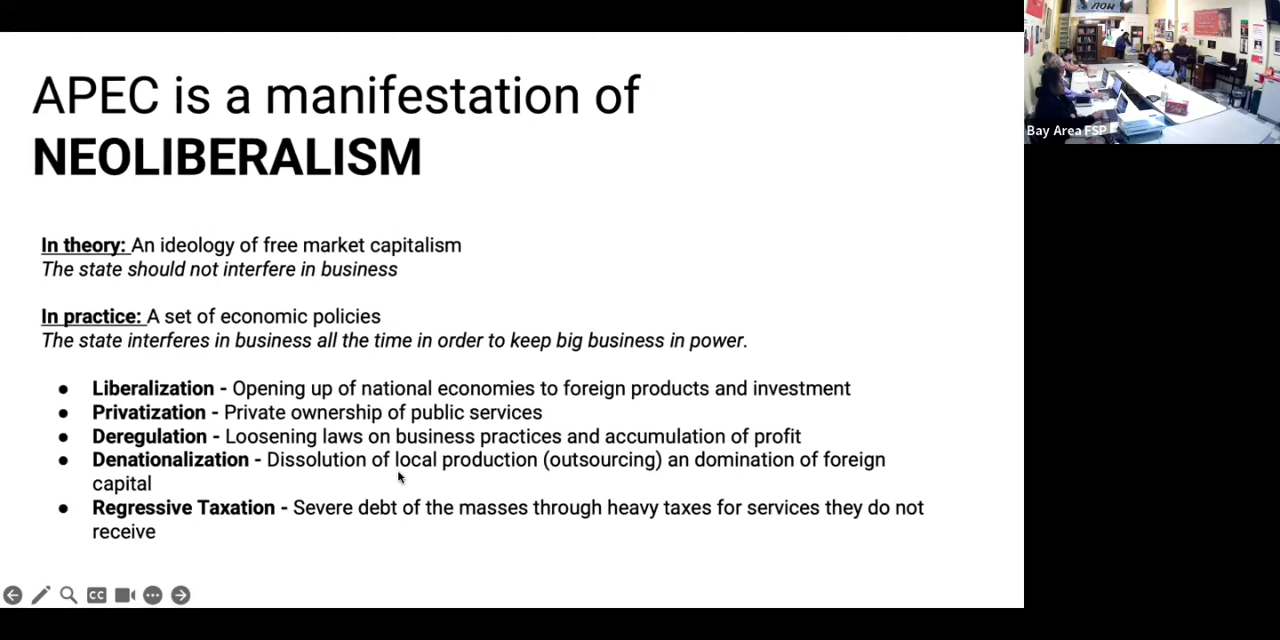 APEC is a manifestation of
NEOLIBERALISM
In theory: An ideology of free market capitalism
The state should not interfere in business
In practice: A set of economic policies
The state interferes in business all the time in order to keep big business in power.
● Liberalization - Opening up of national economies to foreign products and investment
● Privatization - Private ownership of public services
● Deregulation - Loosening laws on business practices and accumulation of profit
● Denationalization - Dissolution of local production (outsourcing) an domination of foreign
capital
● Regressive Taxation - Severe debt of the masses through heavy taxes for services they do not
receive
CC
Bay Area FSP